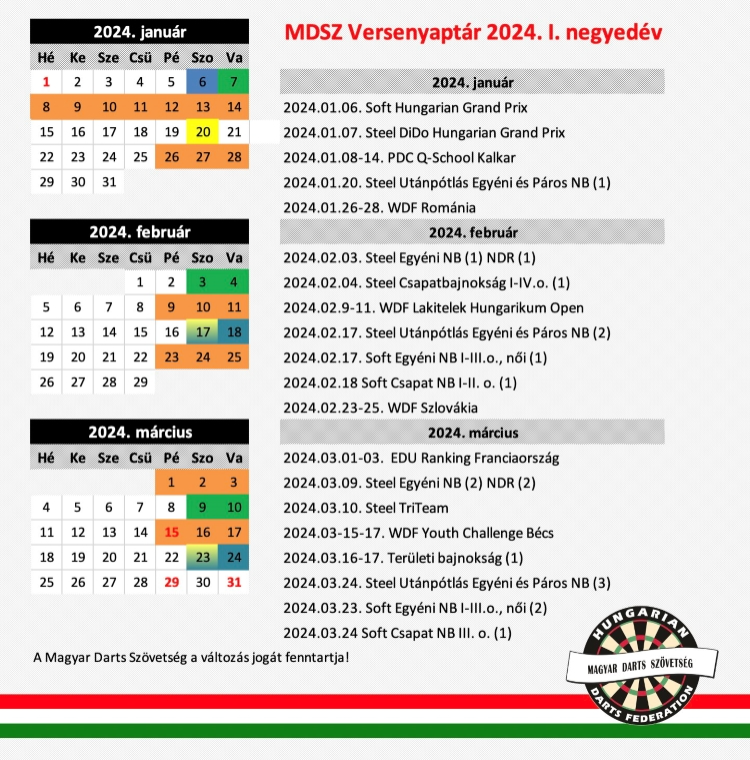 MDSZ Versenyaptár 2024. I. negyedév
2024. január
Hé Ke Sze Csü Pé Szo Va
1 2 3 4 5 6 7
8 9 10 11 12 13 14
15 16 17 18 19 20 21
22 23 24 25 26 27 28
29 30 31
2024. január
2024.01.06. Soft Hungarian Grand Prix
2024.01.07. Steel DiDo Hungarian Grand Prix
2024.01.08-14. PDC Q-School Kalkar
2024.01.20. Steel Utánpótlás Egyéni és Páros NB (1)
2024.01.26-28. WDF Románia
2024. február
Hé Ke Sze Csü Pé Szo Va
1 2 3 4
5 6 7 8 9 10 11
12 13 14 15 16 17 18
19 20 21 22 23 24 25
26 27 28 29
2024. február
2024.02.03. Steel Egyéni NB (1) NDR (1)
2024.02.04. Steel Csapatbajnokság I-IV.o. (1)
2024.02.9-11. WDF Lakitelek Hungarikum Open
2024.02.17. Steel Utánpótlás Egyéni és Páros NB (2)
2024.02.17. Soft Egyéni NB I-III.o., női (1)
2024.02.18 Soft Csapat NB I-II. o. (1)
2024.02.23-25. WDF Szlovákia
2024. március
Hé Ke Sze Csü Pé Szo Va
1 2 3
4 5 6 7 8 9 10
11 12 13 14 15 16 17
18 19 20 21 22 23 24
25 26 27 28 29 30 31
2024. március
2024.03.01-03. EDU Ranking Franciaország
2024.03.09. Steel Egyéni NB (2) NDR (2)
2024.03.10. Steel TriTeam
2024.03-15-17. WDF Youth Challenge Bécs
2024.03.16-17. Területi bajnokság (1)
2024.03.24. Steel Utánpótlás Egyéni és Páros NB (3)
2024.03.23. Soft Egyéni NB I-III.o., női (2)
2024.03.24 Soft Csapat NB III. o. (1)
A Magyar Darts Szövetség a változás jogát fenntartja!
HUNGARIAN
MAGYAR DARTS SZÖVETSÉG
DARTS FEDERATION